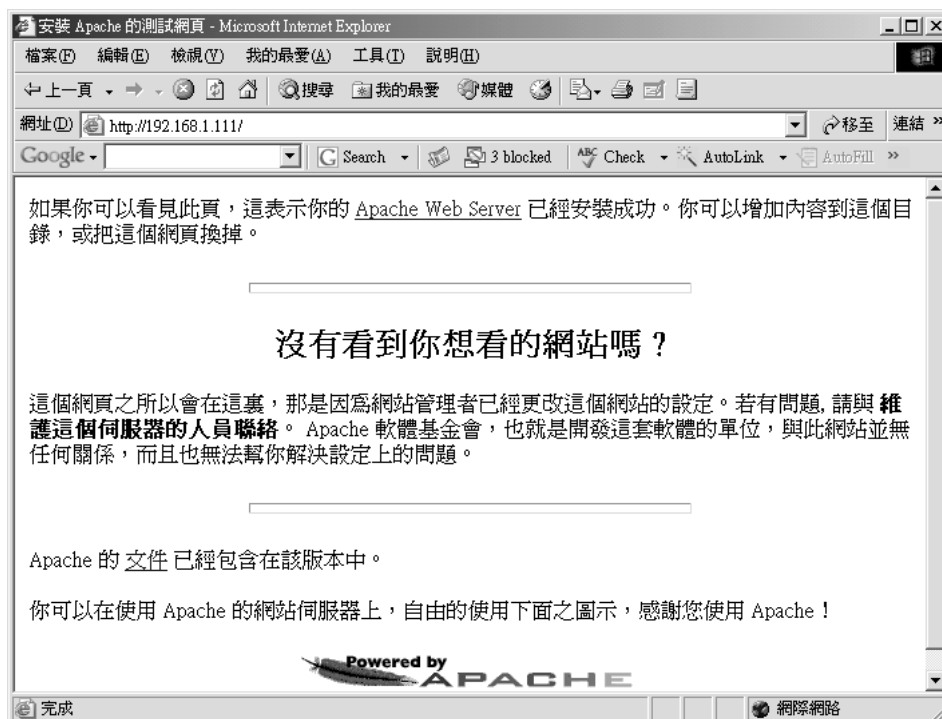 安裝 Apache 的測試網頁 - Microsoft Internet Explorer
檔案(F) 編輯(E) 檢視(V) 我的最愛(A) 工具(T) 說明(H)
上一頁 搜尋 我的最愛 媒體
網址(D) http://192.168.1.111/ 移至 連結 »
Google G Search 3 blocked ABC Check AutoLink AutoFill »
如果你可以看見此頁，這表示你的 Apache Web Server 已經安裝成功。你可以增加內容到這個目
錄，或把這個網頁換掉。
沒有看到你想看的網站嗎？
這個網頁之所以會在這裏，那是因為網站管理者已經更改這個網站的設定。若有問題, 請與 維
護這個伺服器的人員聯絡。 Apache 軟體基金會，也就是開發這套軟體的單位，與此網站並無
任何關係，而且也無法幫你解決設定上的問題。
Apache 的 文件 已經包含在該版本中。
你可以在使用 Apache 的網站伺服器上，自由的使用下面之圖示，感謝您使用 Apache！
Powered by
APACHE
完成 網際網路